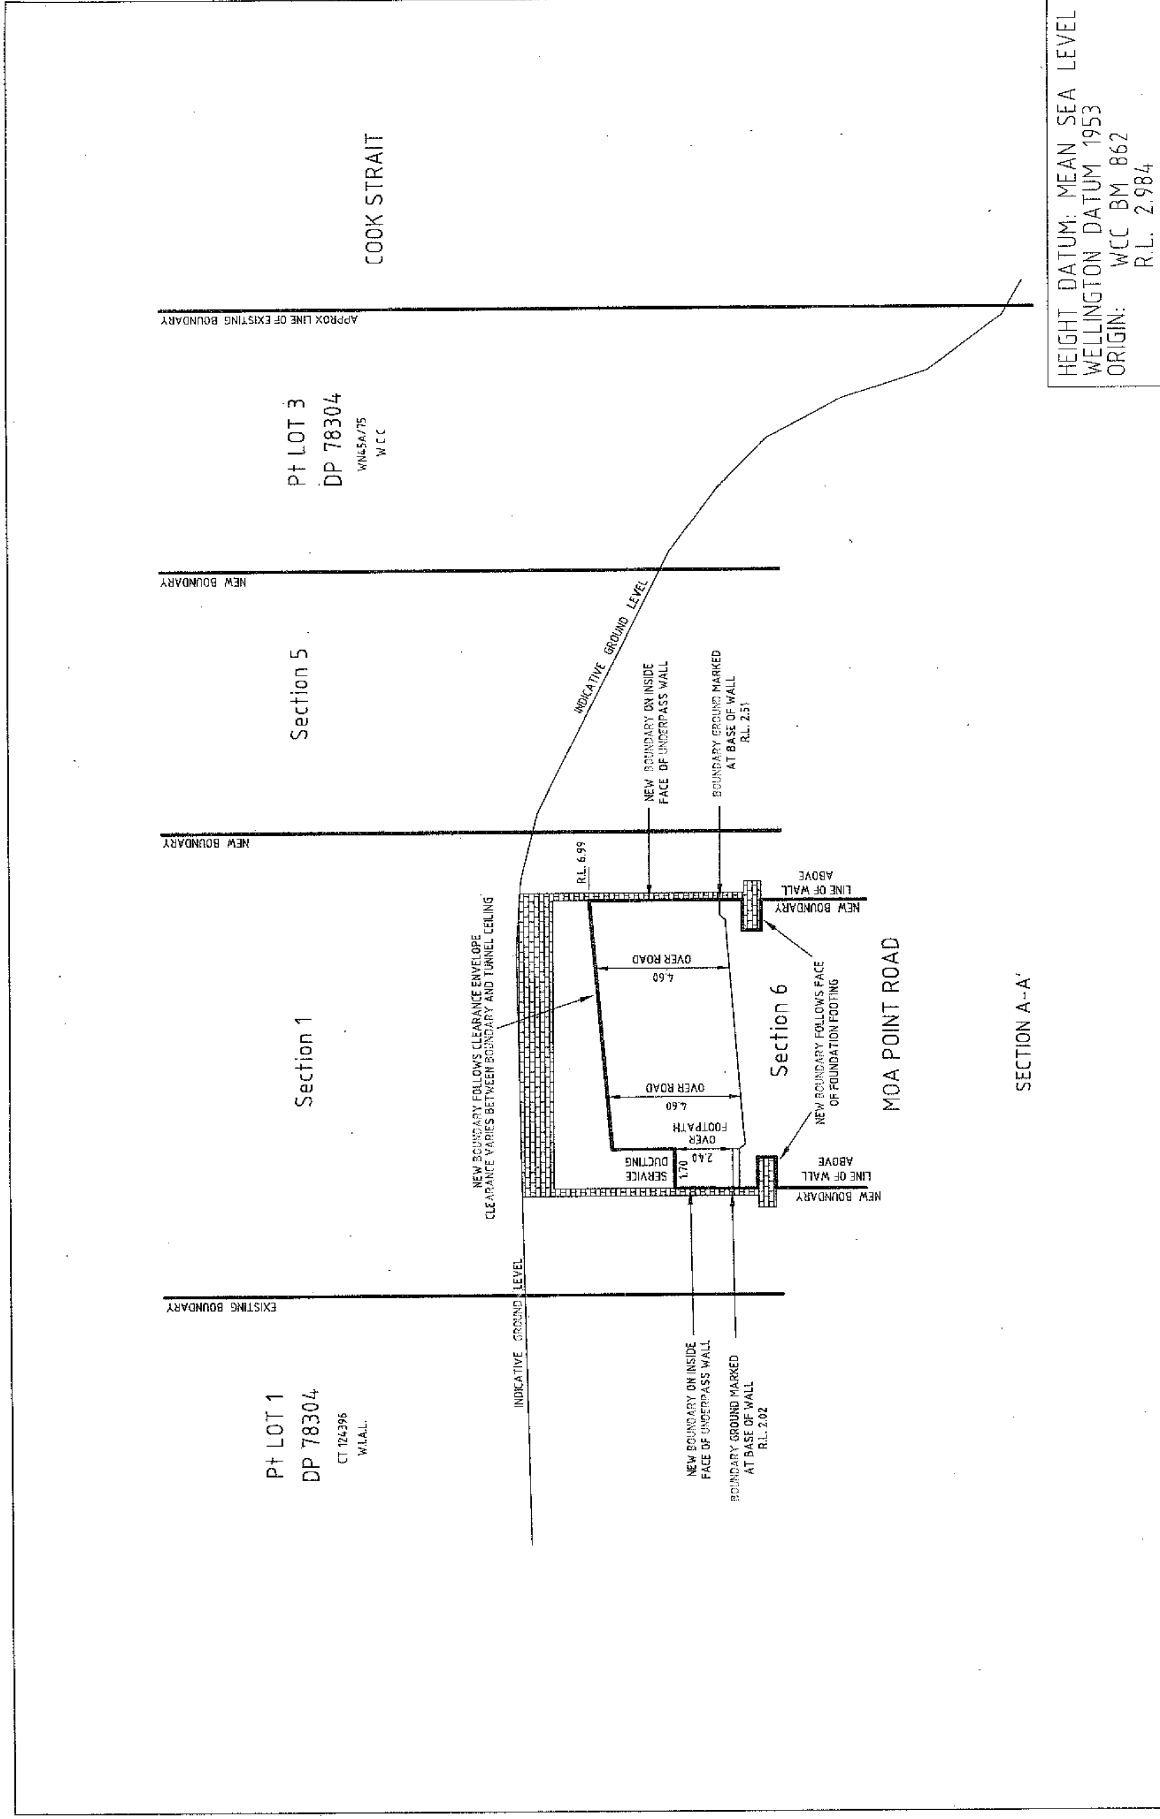 Pt LOT 1
DP 78304
CT 124396
W.I.A.L.
EXISTING BOUNDARY
INDICATIVE GROUND LEVEL
Section 1
NEW BOUNDARY FOLLOWS CLEARANCE ENVELOPE
CLEARANCE VARIES BETWEEN BOUNDARY AND TUNNEL CEILING
NEW BOUNDARY
Section 5
NEW BOUNDARY
Pt LOT 3
DP 78304
WN45A/75
W C C
APPROX LINE OF EXISTING BOUNDARY
COOK STRAIT
INDICATIVE GROUND LEVEL
R.L. 6.99
SERVICE
DUCTING
1.70
2.40
OVER
FOOTPATH
4.60
OVER ROAD
4.60
OVER ROAD
NEW BOUNDARY ON INSIDE
FACE OF UNDERPASS WALL
BOUNDARY GROUND MARKED
AT BASE OF WALL
R.L. 2.02
NEW BOUNDARY ON INSIDE
FACE OF UNDERPASS WALL
BOUNDARY GROUND MARKED
AT BASE OF WALL
R.L. 2.51
NEW BOUNDARY
LINE OF WALL
ABOVE
Section 6
NEW BOUNDARY FOLLOWS FACE
OF FOUNDATION FOOTING
NEW BOUNDARY
LINE OF WALL
ABOVE
MOA POINT ROAD
SECTION A-A'
HEIGHT DATUM: MEAN SEA LEVEL
WELLINGTON DATUM 1953
ORIGIN: WCC BM 862
R.L. 2.984